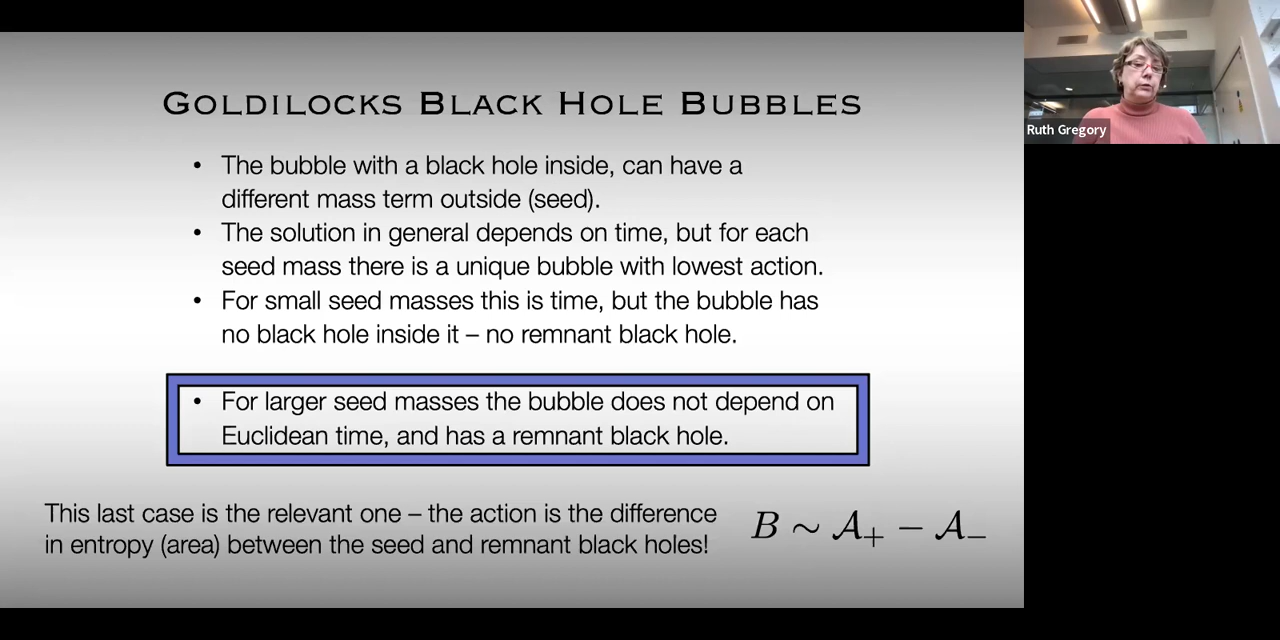 GOLDILOCKS BLACK HOLE BUBBLES
• The bubble with a black hole inside, can have a
different mass term outside (seed).
• The solution in general depends on time, but for each
seed mass there is a unique bubble with lowest action.
• For small seed masses this is time, but the bubble has
no black hole inside it – no remnant black hole.
• For larger seed masses the bubble does not depend on
Euclidean time, and has a remnant black hole.
This last case is the relevant one – the action is the difference
in entropy (area) between the seed and remnant black holes!
B ∼ 𝒜₊ − 𝒜₋
Ruth Gregory